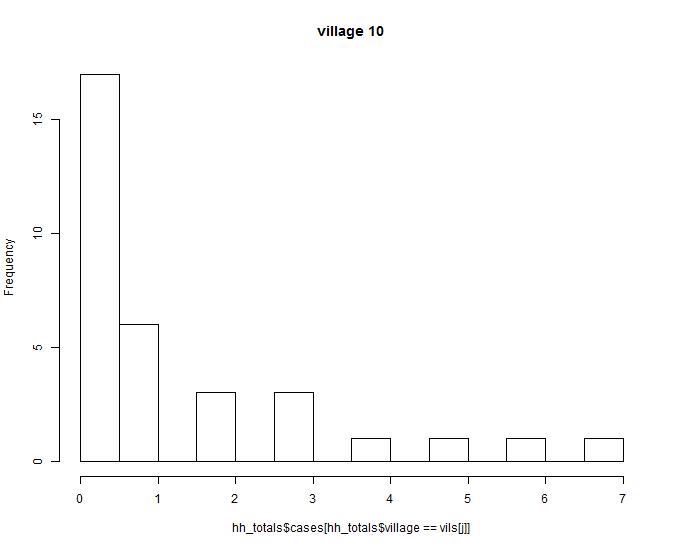 village 10
Frequency
15
10
5
0
0 1 2 3 4 5 6 7
hh_totals$cases[hh_totals$village == vils[j]]